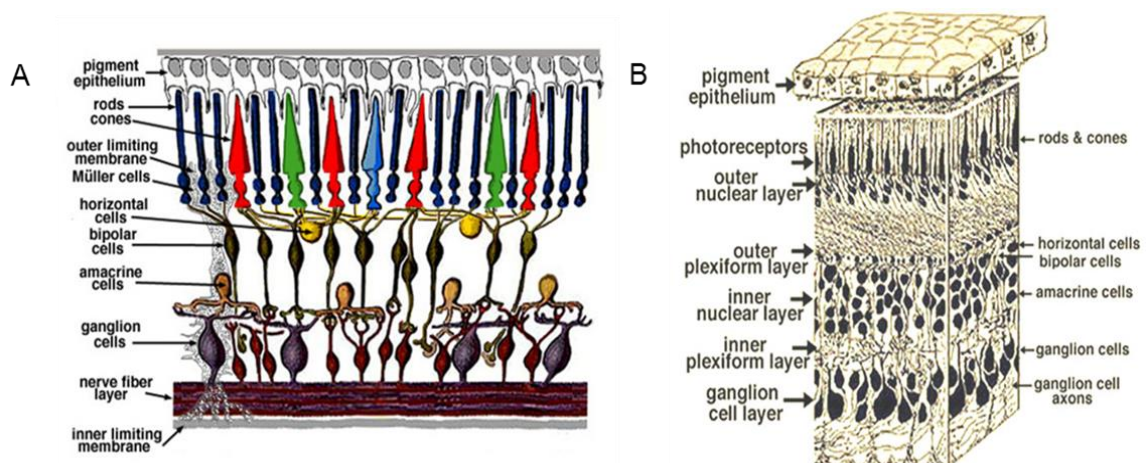 A
pigment
epithelium
rods
cones
outer limiting
membrane
Müller cells
horizontal
cells
bipolar
cells
amacrine
cells
ganglion
cells
nerve fiber
layer
inner limiting
membrane
B
pigment
epithelium
photoreceptors
outer
nuclear layer
outer
plexiform layer
inner
nuclear layer
inner
plexiform layer
ganglion
cell layer
rods & cones
horizontal cells
bipolar cells
amacrine cells
ganglion cells
ganglion cell
axons